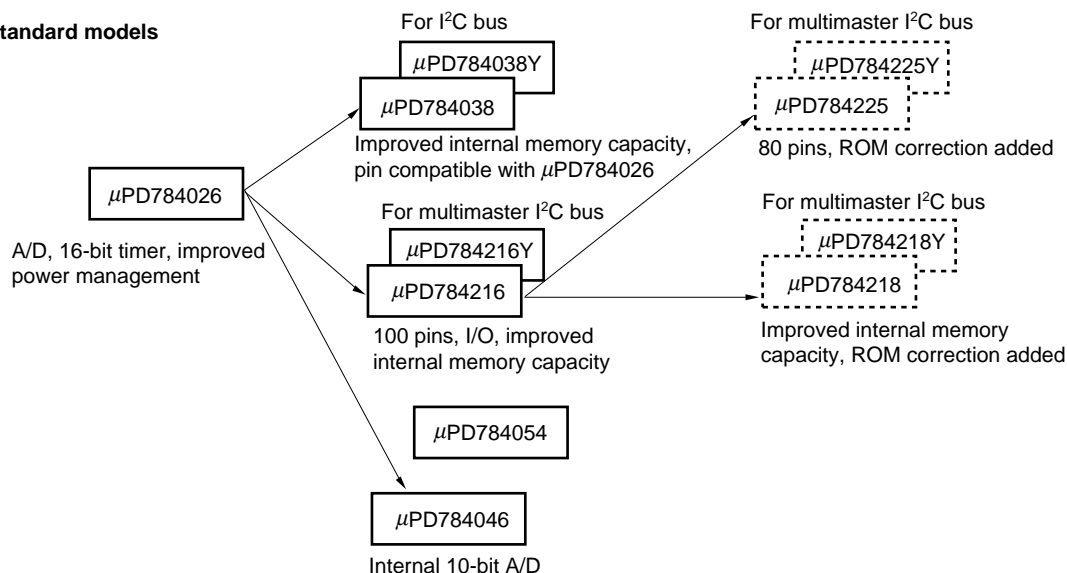 tandard models
For I²C bus
μPD784038Y
μPD784038
Improved internal memory capacity,
pin compatible with μPD784026
For multimaster I²C bus
μPD784225Y
μPD784225
80 pins, ROM correction added
μPD784026
A/D, 16-bit timer, improved
power management
For multimaster I²C bus
μPD784216Y
μPD784216
100 pins, I/O, improved
internal memory capacity
For multimaster I²C bus
μPD784218Y
μPD784218
Improved internal memory
capacity, ROM correction added
μPD784054
μPD784046
Internal 10-bit A/D